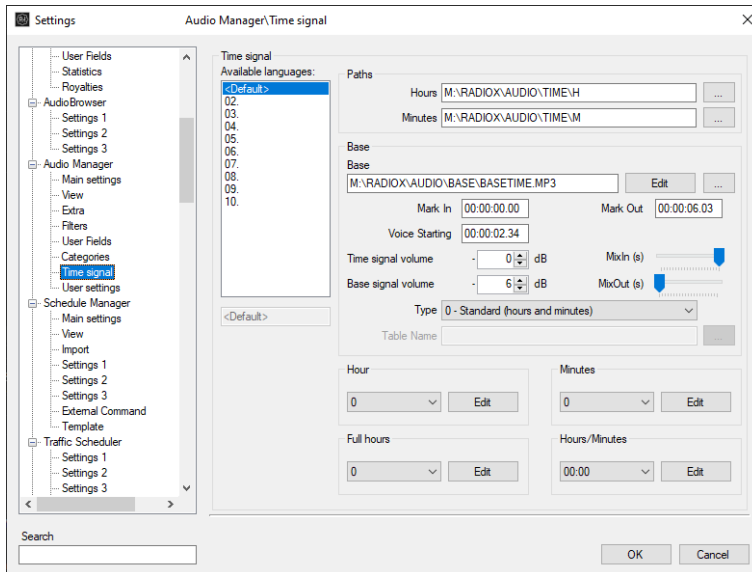 Settings
Audio Manager\Time signal
User Fields
Statistics
Royalties
AudioBrowser
Settings 1
Settings 2
Settings 3
Audio Manager
Main settings
View
Extra
Filters
User Fields
Categories
Time signal
User settings
Schedule Manager
Main settings
View
Import
Settings 1
Settings 2
Settings 3
External Command
Template
Traffic Scheduler
Settings 1
Settings 2
Settings 3
Search
Time signal
Available languages:
<Default>
02.
03.
04.
05.
06.
07.
08.
09.
10.
<Default>
Paths
Hours M:\RADIOX\AUDIO\TIME\H ...
Minutes M:\RADIOX\AUDIO\TIME\M ...
Base
Base
M:\RADIOX\AUDIO\BASE\BASETIME.MP3 Edit ...
Mark In 00:00:00.00 Mark Out 00:00:06.03
Voice Starting 00:00:02.34
Time signal volume - 0 dB MixIn (s)
Base signal volume - 6 dB MixOut (s)
Type 0 - Standard (hours and minutes)
Table Name ...
Hour Minutes
0 Edit 0 Edit
Full hours Hours/Minutes
0 Edit 00:00 Edit
OK Cancel